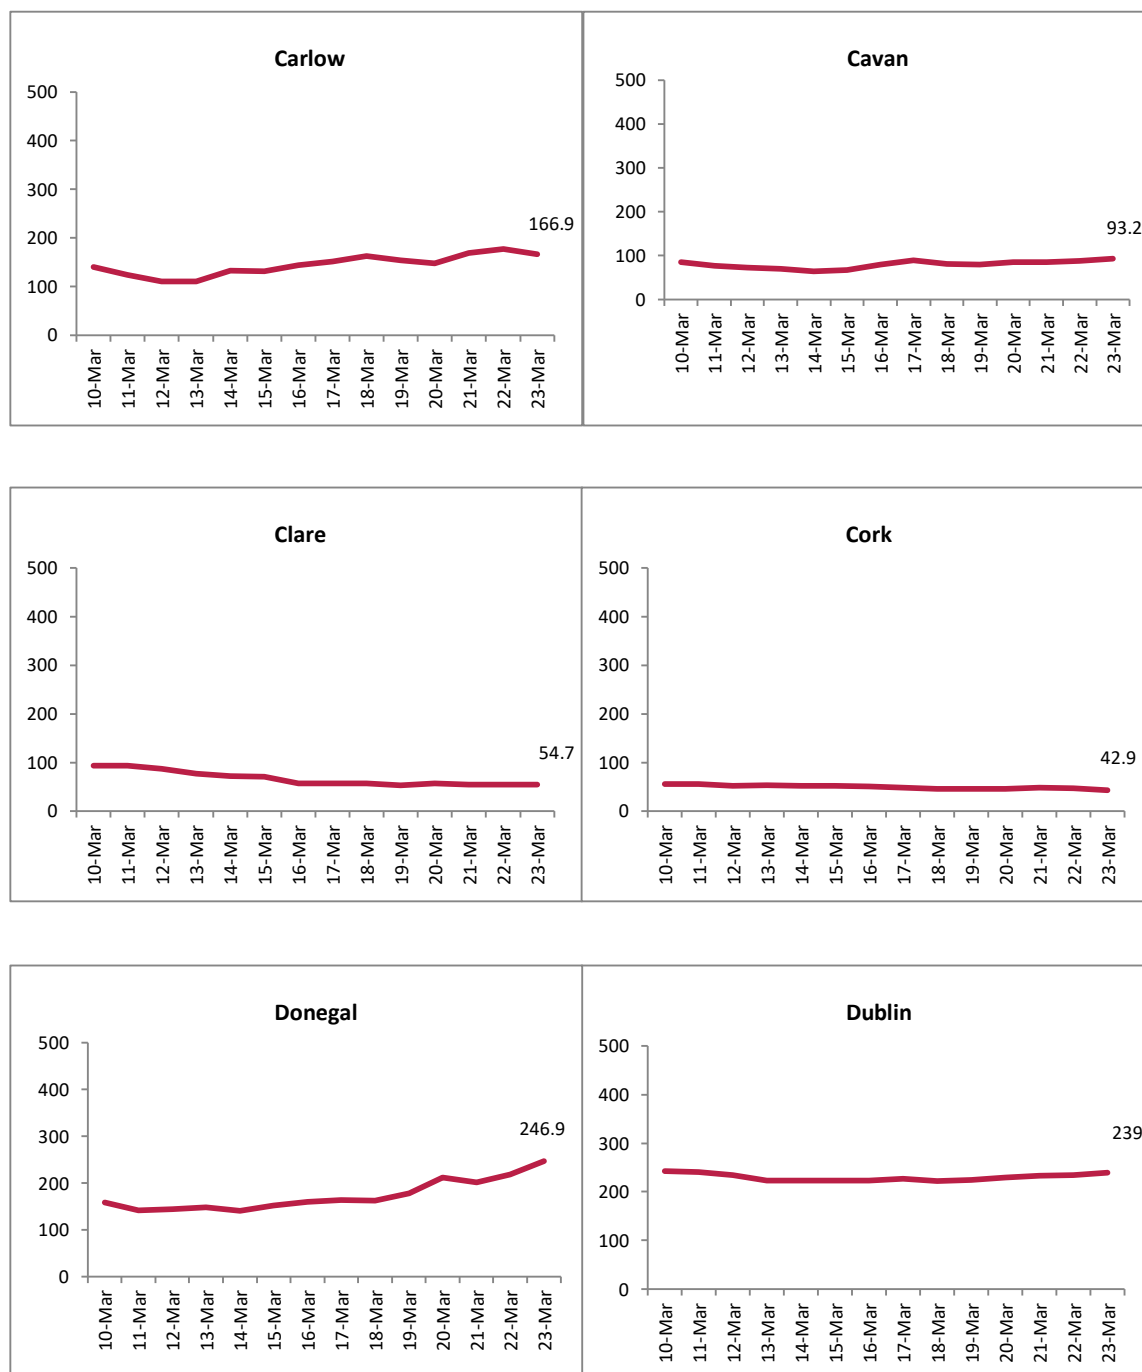 Carlow
500
400
300
200
100
0
166.9
10-Mar
11-Mar
12-Mar
13-Mar
14-Mar
15-Mar
16-Mar
17-Mar
18-Mar
19-Mar
20-Mar
21-Mar
22-Mar
23-Mar
Cavan
500
400
300
200
100
0
93.2
10-Mar
11-Mar
12-Mar
13-Mar
14-Mar
15-Mar
16-Mar
17-Mar
18-Mar
19-Mar
20-Mar
21-Mar
22-Mar
23-Mar
Clare
500
400
300
200
100
0
54.7
10-Mar
11-Mar
12-Mar
13-Mar
14-Mar
15-Mar
16-Mar
17-Mar
18-Mar
19-Mar
20-Mar
21-Mar
22-Mar
23-Mar
Cork
500
400
300
200
100
0
42.9
10-Mar
11-Mar
12-Mar
13-Mar
14-Mar
15-Mar
16-Mar
17-Mar
18-Mar
19-Mar
20-Mar
21-Mar
22-Mar
23-Mar
Donegal
500
400
300
200
100
0
246.9
10-Mar
11-Mar
12-Mar
13-Mar
14-Mar
15-Mar
16-Mar
17-Mar
18-Mar
19-Mar
20-Mar
21-Mar
22-Mar
23-Mar
Dublin
500
400
300
200
100
0
239
10-Mar
11-Mar
12-Mar
13-Mar
14-Mar
15-Mar
16-Mar
17-Mar
18-Mar
19-Mar
20-Mar
21-Mar
22-Mar
23-Mar